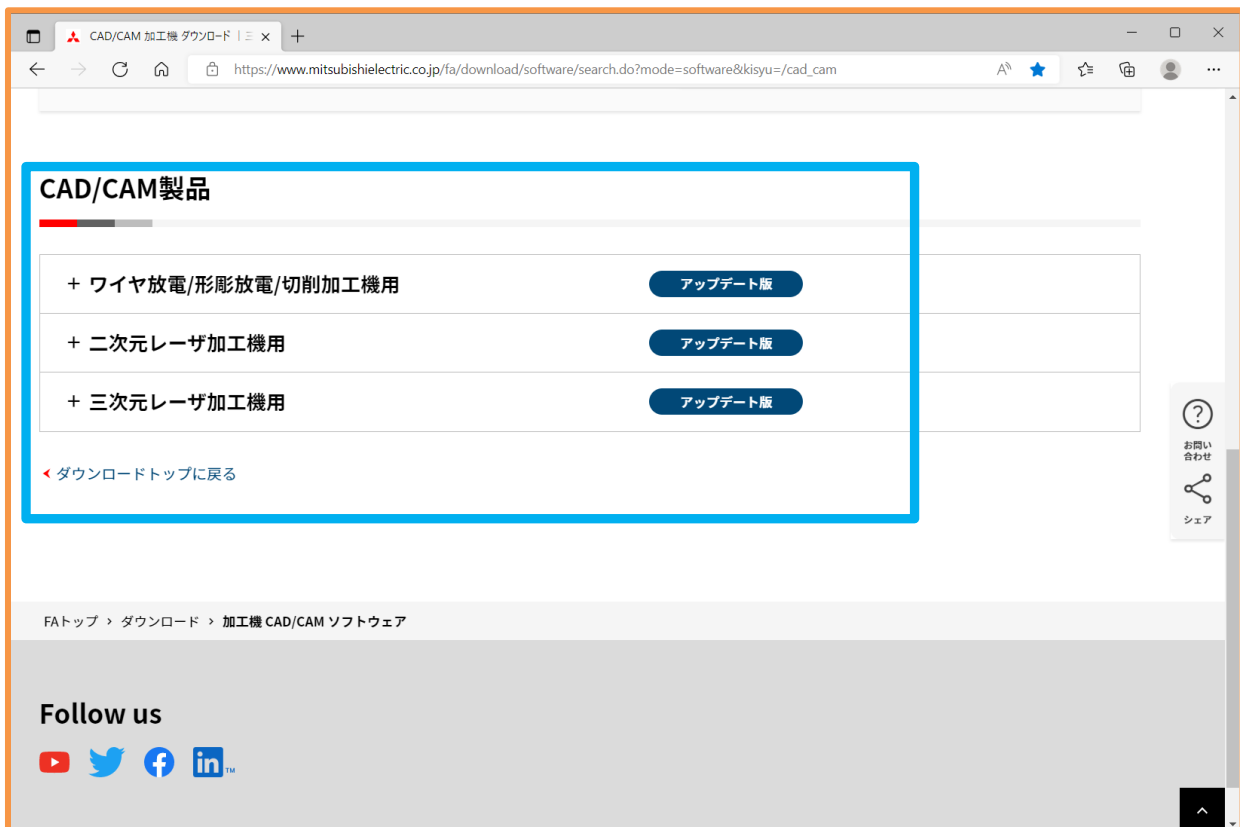 CAD/CAM 加工機 ダウンロード | 三
https://www.mitsubishielectric.co.jp/fa/download/software/search.do?mode=software&kisyu=/cad_cam
CAD/CAM製品
+ ワイヤ放電/形彫放電/切削加工機用 アップデート版
+ 二次元レーザ加工機用 アップデート版
+ 三次元レーザ加工機用 アップデート版
ダウンロードトップに戻る
お問い
合わせ
シェア
FAトップ > ダウンロード > 加工機 CAD/CAM ソフトウェア
Follow us
in TM